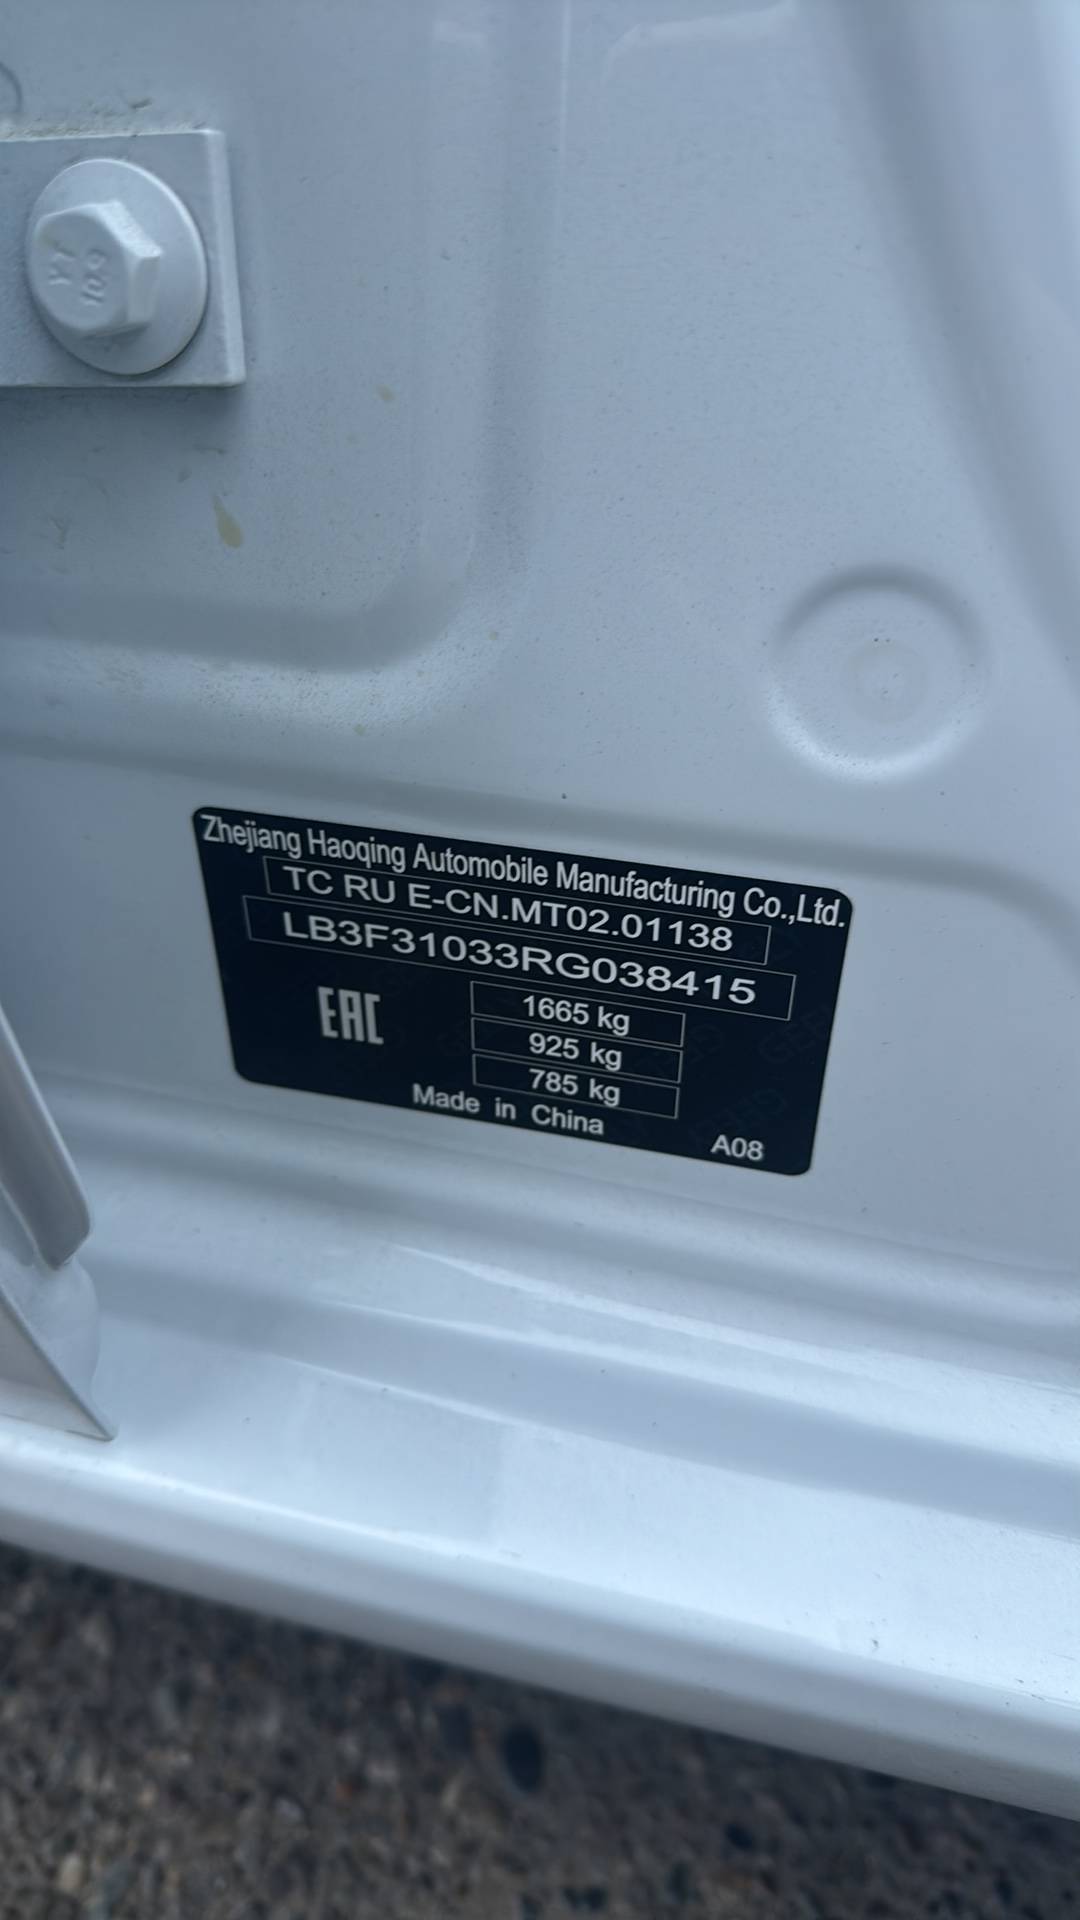 Zhejiang Haoqing Automobile Manufacturing Co.,Ltd.
TC RU E-CN.MT02.01138
LB3F31033RG038415
EAC
1665 kg
925 kg
785 kg
Made in China
A08